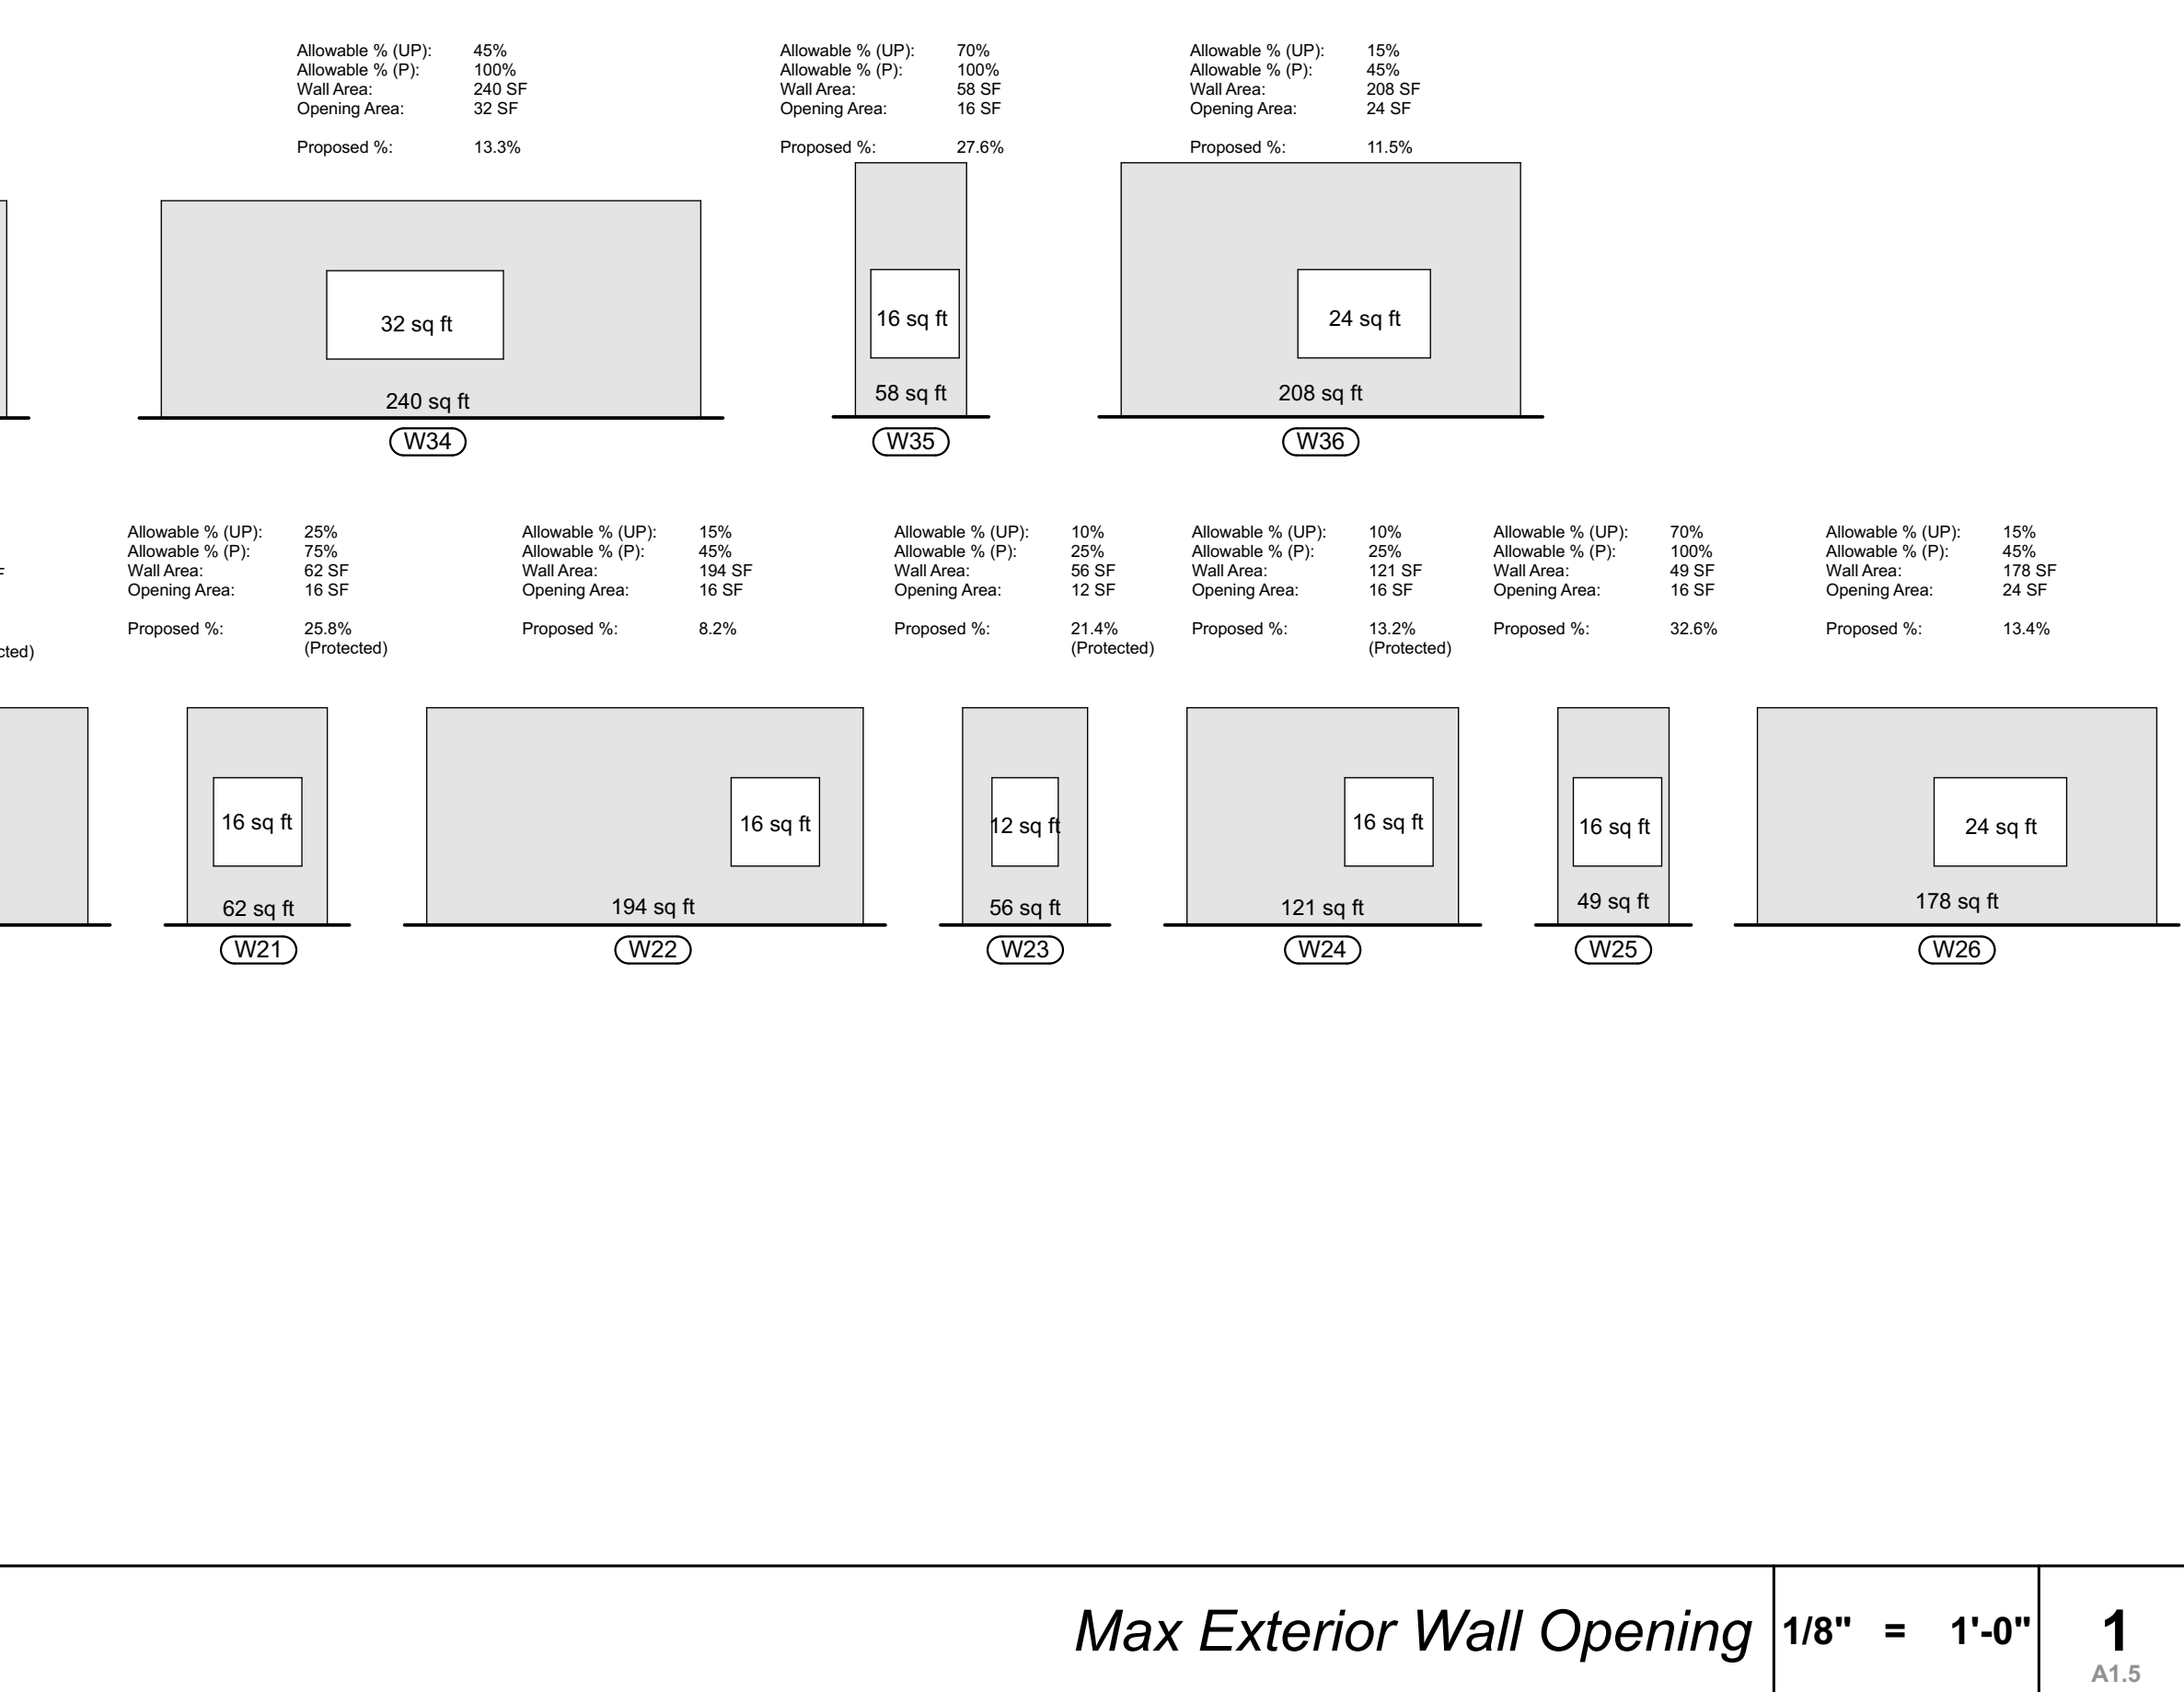 Allowable % (UP): 45%
Allowable % (P): 100%
Wall Area: 240 SF
Opening Area: 32 SF
Proposed %: 13.3%
32 sq ft
240 sq ft
W34
Allowable % (UP): 70%
Allowable % (P): 100%
Wall Area: 58 SF
Opening Area: 16 SF
Proposed %: 27.6%
16 sq ft
58 sq ft
W35
Allowable % (UP): 15%
Allowable % (P): 45%
Wall Area: 208 SF
Opening Area: 24 SF
Proposed %: 11.5%
24 sq ft
208 sq ft
W36
cted)
Allowable % (UP): 25%
Allowable % (P): 75%
Wall Area: 62 SF
Opening Area: 16 SF
Proposed %: 25.8%
(Protected)
16 sq ft
62 sq ft
W21
Allowable % (UP): 15%
Allowable % (P): 45%
Wall Area: 194 SF
Opening Area: 16 SF
Proposed %: 8.2%
16 sq ft
194 sq ft
W22
Allowable % (UP): 10%
Allowable % (P): 25%
Wall Area: 56 SF
Opening Area: 12 SF
Proposed %: 21.4%
(Protected)
12 sq ft
56 sq ft
W23
Allowable % (UP): 10%
Allowable % (P): 25%
Wall Area: 121 SF
Opening Area: 16 SF
Proposed %: 13.2%
(Protected)
16 sq ft
121 sq ft
W24
Allowable % (UP): 70%
Allowable % (P): 100%
Wall Area: 49 SF
Opening Area: 16 SF
Proposed %: 32.6%
16 sq ft
49 sq ft
W25
Allowable % (UP): 15%
Allowable % (P): 45%
Wall Area: 178 SF
Opening Area: 24 SF
Proposed %: 13.4%
24 sq ft
178 sq ft
W26
Max Exterior Wall Opening
1/8" = 1'-0"
1
A1.5